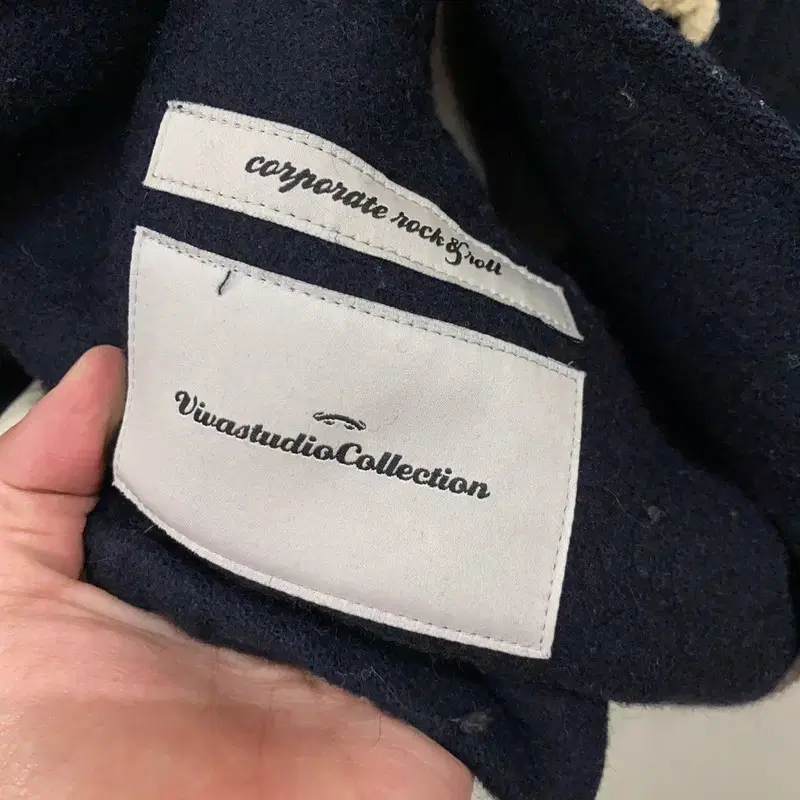 corporate rock & roll
VivastudioCollection